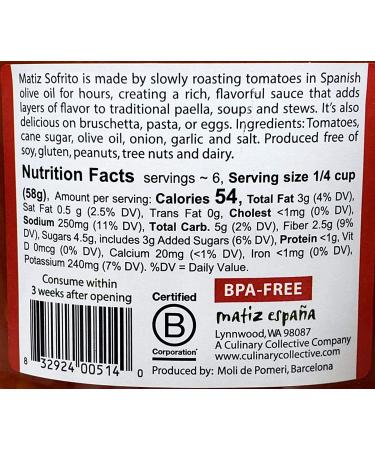 Matiz Sofrito is made by slowly roasting tomatoes in Spanish
olive oil for hours, creating a rich, flavorful sauce that adds
layers of flavor to traditional paella, soups and stews. It's also
delicious on bruschetta, pasta, or eggs. Ingredients: Tomatoes,
cane sugar, olive oil, onion, garlic and salt. Produced free of
soy, gluten, peanuts, tree nuts and dairy.
Nutrition Facts servings ~ 6, Serving size 1/4 cup
(58g), Amount per serving: Calories 54, Total Fat 3g (4% DV),
Sat Fat 0.5 g (2.5% DV), Trans Fat 0g, Cholest <1mg (0% DV),
Sodium 250mg (11% DV), Total Carb. 5g (2% DV), Fiber 2.5g (9%
DV), Sugars 4.5g, includes 3g Added Sugars (6% DV), Protein <1g, Vit
D 0mcg (0% DV), Calcium 20mg (<1% DV), Iron <1mg (0% DV),
Potassium 240mg (7% DV). %DV = Daily Value.
Consume within
3 weeks after opening
8 32924 00514 0
Certified
B
Corporation
BPA-FREE
matiz españa
Lynnwood, WA 98087
A Culinary Collective Company
www.culinarycollective.com
Produced by: Moli de Pomeri, Barcelona